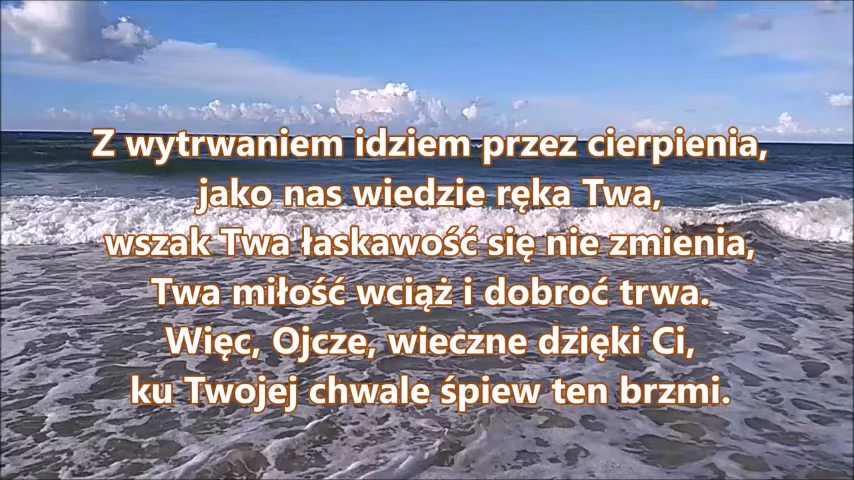 Z wytrwaniem idziem przez cierpienia,
jako nas wiedzie ręka Twa,
wszak Twa łaskawość się nie zmienia,
Twa miłość wciąż i dobroć trwa.
Więc, Ojcze, wieczne dzięki Ci,
ku Twojej chwale śpiew ten brzmi.